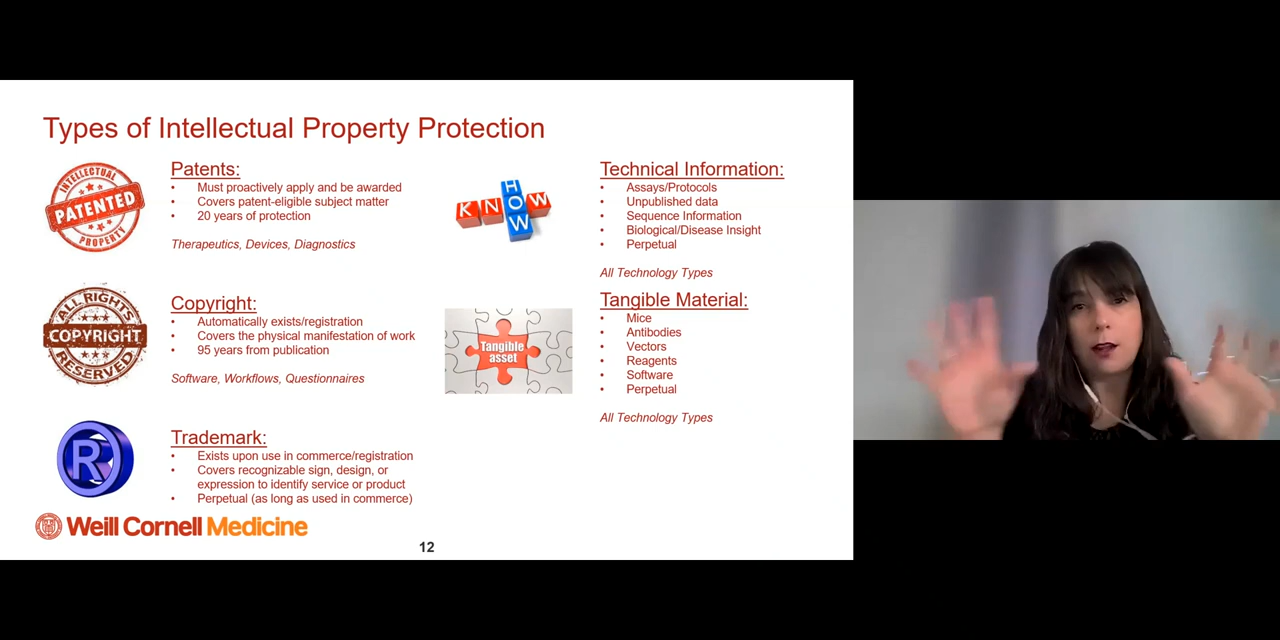 Types of Intellectual Property Protection
INTELLECTUAL
PATENTED
PROPERTY
Patents:
• Must proactively apply and be awarded
• Covers patent-eligible subject matter
• 20 years of protection
Therapeutics, Devices, Diagnostics
ALL RIGHTS
COPYRIGHT
RESERVED
Copyright:
• Automatically exists/registration
• Covers the physical manifestation of work
• 95 years from publication
Software, Workflows, Questionnaires
R
Trademark:
• Exists upon use in commerce/registration
• Covers recognizable sign, design, or
expression to identify service or product
• Perpetual (as long as used in commerce)
KNOW
HOW
Technical Information:
• Assays/Protocols
• Unpublished data
• Sequence Information
• Biological/Disease Insight
• Perpetual
All Technology Types
Tangible
asset
Tangible Material:
• Mice
• Antibodies
• Vectors
• Reagents
• Software
• Perpetual
All Technology Types
Weill Cornell Medicine
12